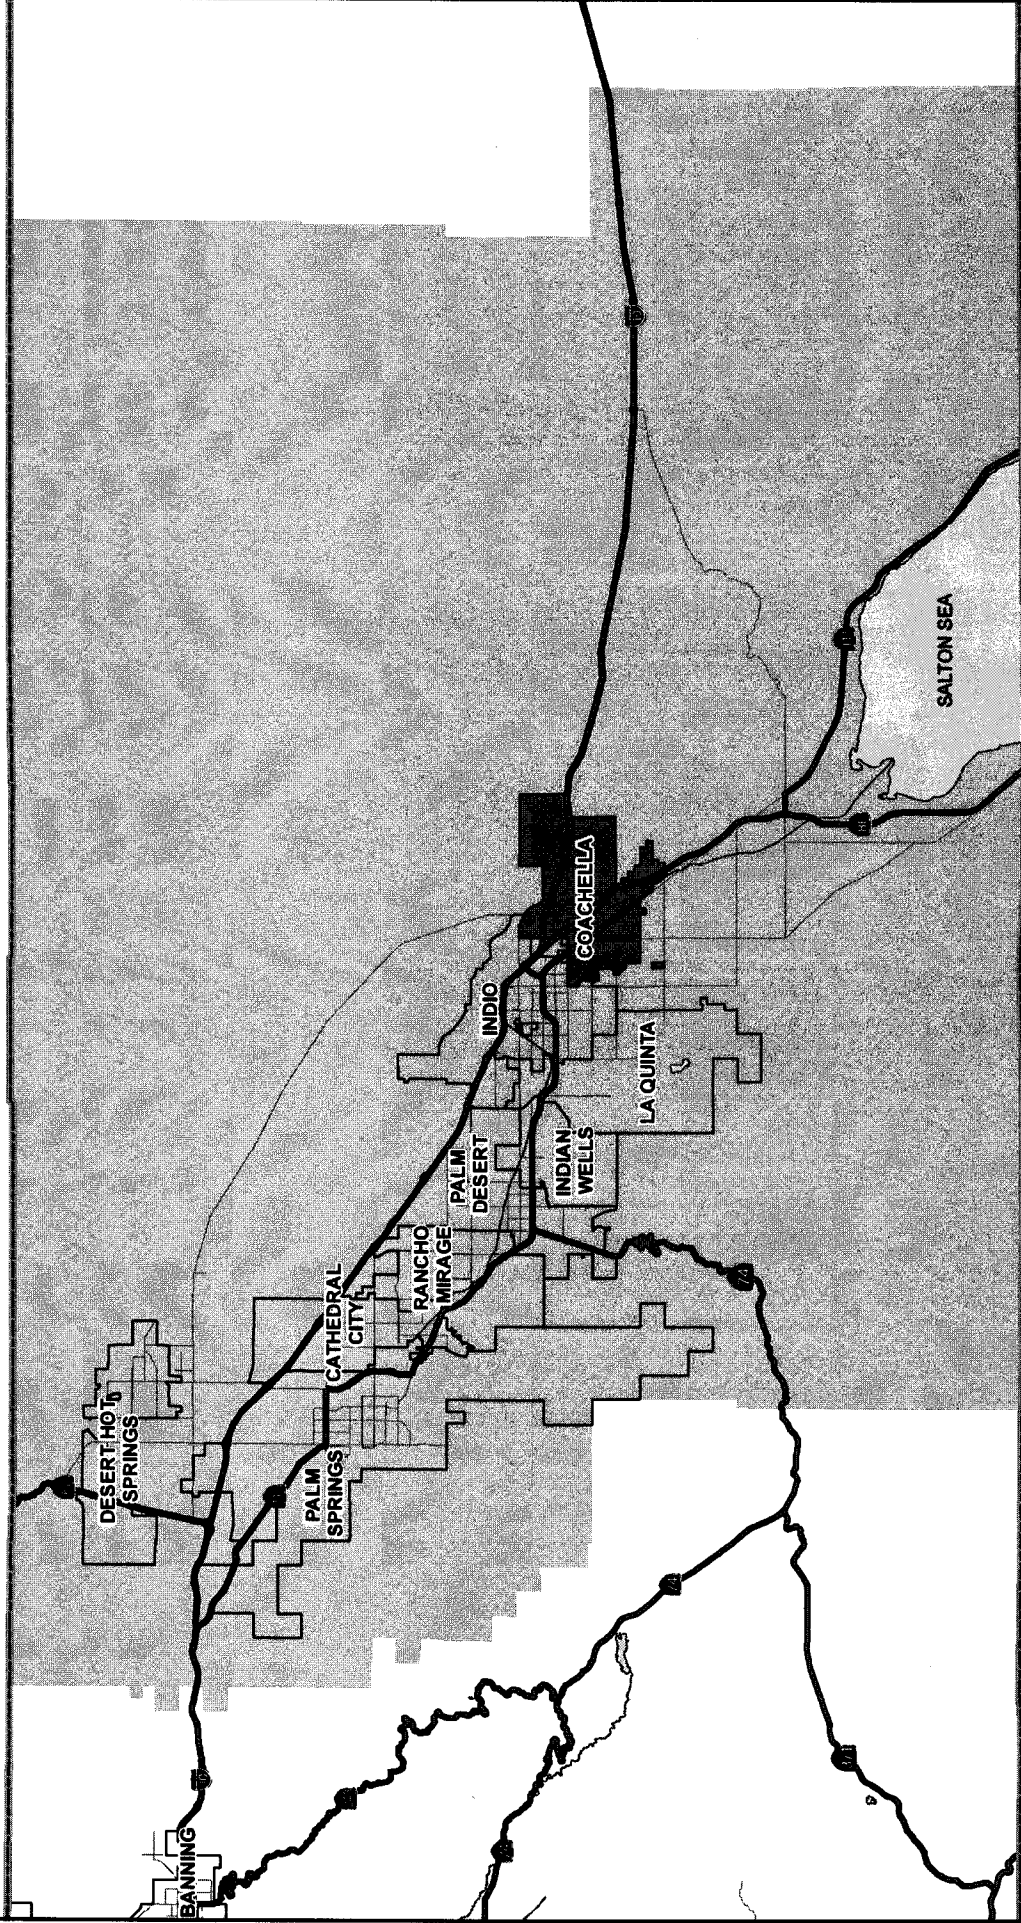 BANNING
DESERT HOT
SPRINGS
PALM
SPRINGS
CATHEDRAL
CITY
RANCHO
MIRAGE
PALM
DESERT
INDIAN
WELLS
LA QUINTA
INDIO
COACHELLA
SALTON SEA